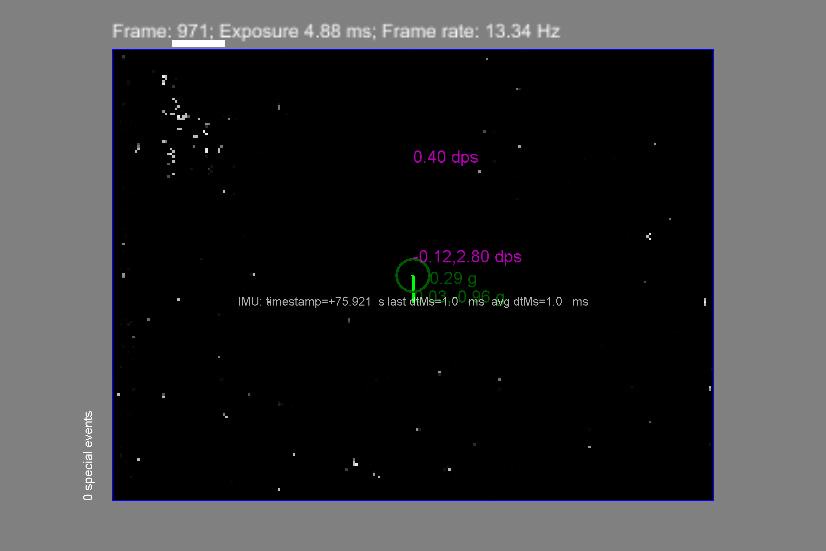 Frame: 971; Exposure 4.88 ms; Frame rate: 13.34 Hz
0.40 dps
-0.12,2.80 dps
0.29 g
IMU: timestamp=+75.921 s last dtMs=1.0 ms avg dtMs=1.0 ms
0 special events